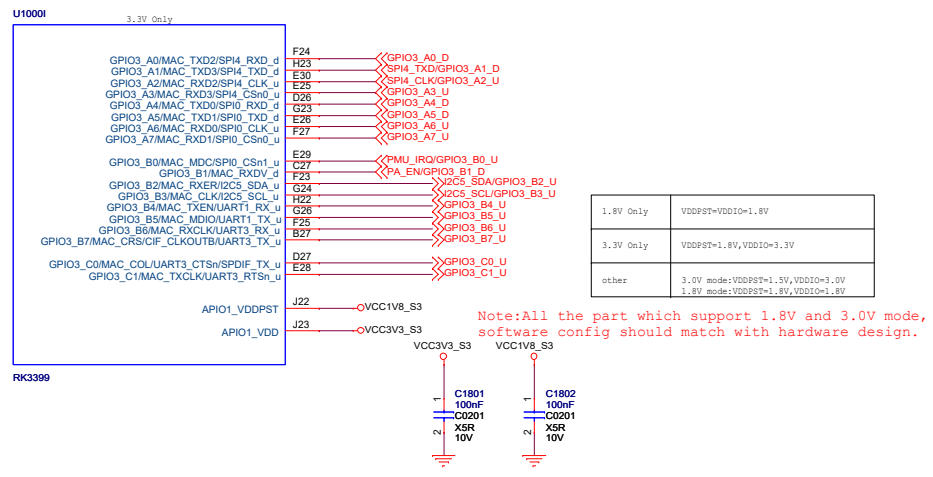 U1000I
3.3V Only
GPIO3_A0/MAC_TXD2/SPI4_RXD_d F24 GPIO3_A0_D
GPIO3_A1/MAC_TXD3/SPI4_TXD_d H23 SPI4_TXD/GPIO3_A1_D
GPIO3_A2/MAC_RXD2/SPI4_CLK_u E30 SPI4_CLK/GPIO3_A2_U
GPIO3_A3/MAC_RXD3/SPI4_CSn0_u E25 GPIO3_A3_U
GPIO3_A4/MAC_TXD0/SPI0_RXD_d D26 GPIO3_A4_D
GPIO3_A5/MAC_TXD1/SPI0_TXD_d G23 GPIO3_A5_D
GPIO3_A6/MAC_RXD0/SPI0_CLK_u E26 GPIO3_A6_U
GPIO3_A7/MAC_RXD1/SPI0_CSn0_u F27 GPIO3_A7_U
GPIO3_B0/MAC_MDC/SPI0_CSn1_u E29 PMU_IRQ/GPIO3_B0_U
GPIO3_B1/MAC_RXDV_d C27 PA_EN/GPIO3_B1_D
GPIO3_B2/MAC_RXER/I2C5_SDA_u F23 I2C5_SDA/GPIO3_B2_U
GPIO3_B3/MAC_CLK/I2C5_SCL_u G24 I2C5_SCL/GPIO3_B3_U
GPIO3_B4/MAC_TXEN/UART1_RX_u H22 GPIO3_B4_U
GPIO3_B5/MAC_MDIO/UART1_TX_u G26 GPIO3_B5_U
GPIO3_B6/MAC_RXCLK/UART3_RX_u F25 GPIO3_B6_U
GPIO3_B7/MAC_CRS/CIF_CLKOUTB/UART3_TX_u B27 GPIO3_B7_U
GPIO3_C0/MAC_COL/UART3_CTSn/SPDIF_TX_u D27 GPIO3_C0_U
GPIO3_C1/MAC_TXCLK/UART3_RTSn_u E28 GPIO3_C1_U
APIO1_VDDPST J22 VCC1V8_S3
APIO1_VDD J23 VCC3V3_S3
RK3399
1.8V Only VDDPST=VDDIO=1.8V
3.3V Only VDDPST=1.8V,VDDIO=3.3V
other 3.0V mode:VDDPST=1.5V,VDDIO=3.0V
1.8V mode:VDDPST=1.8V,VDDIO=1.8V
Note:All the part which support 1.8V and 3.0V mode,
software config should match with hardware design.
VCC3V3_S3 VCC1V8_S3
1 C1801 1 C1802
100nF 100nF
C0201 C0201
2 X5R 2 X5R
10V 10V